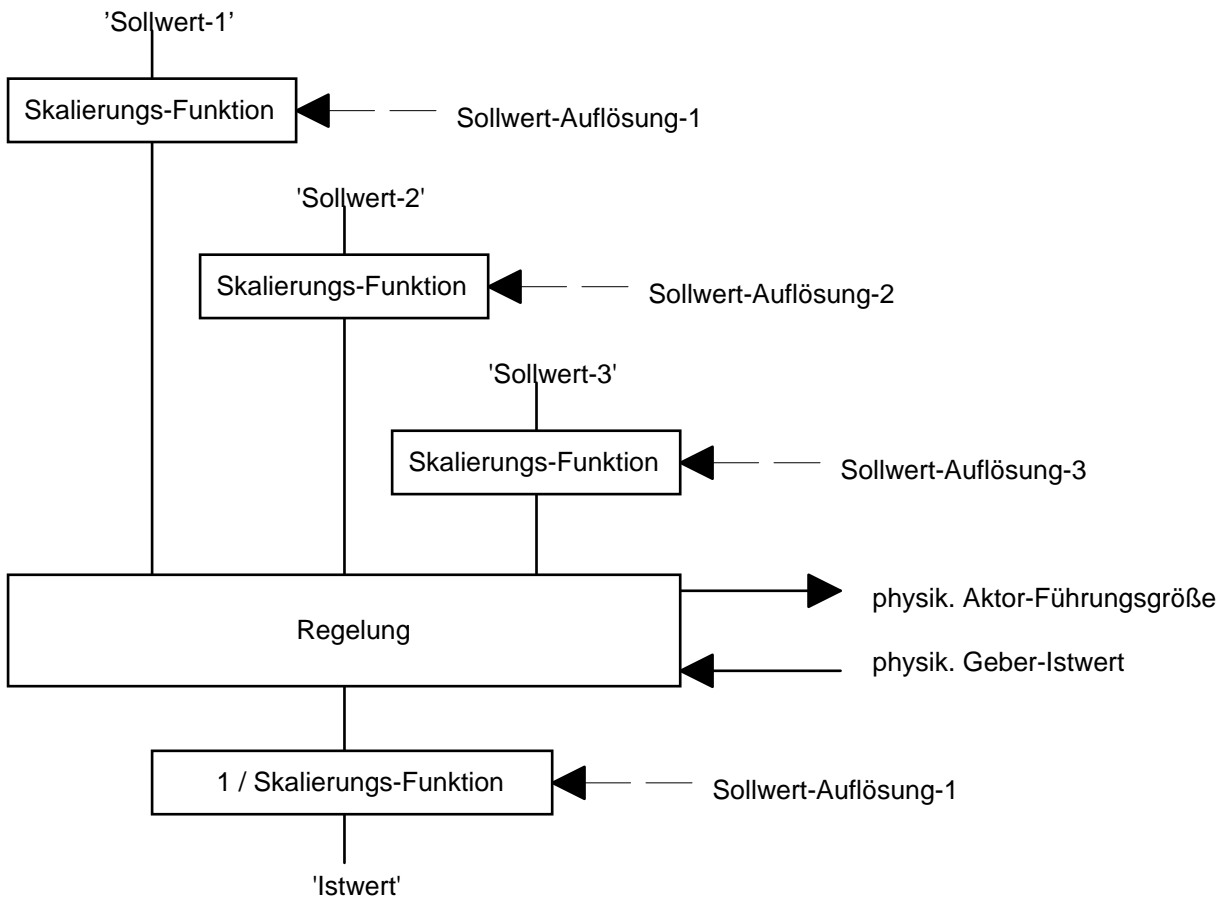 ’Sollwert-1’
Skalierungs-Funktion
Sollwert-Auflösung-1
'Sollwert-2'
Skalierungs-Funktion
Sollwert-Auflösung-2
'Sollwert-3'
Skalierungs-Funktion
Sollwert-Auflösung-3
physik. Aktor-Führungsgröße
Regelung
physik. Geber-Istwert
1 / Skalierungs-Funktion
Sollwert-Auflösung-1
'Istwert'